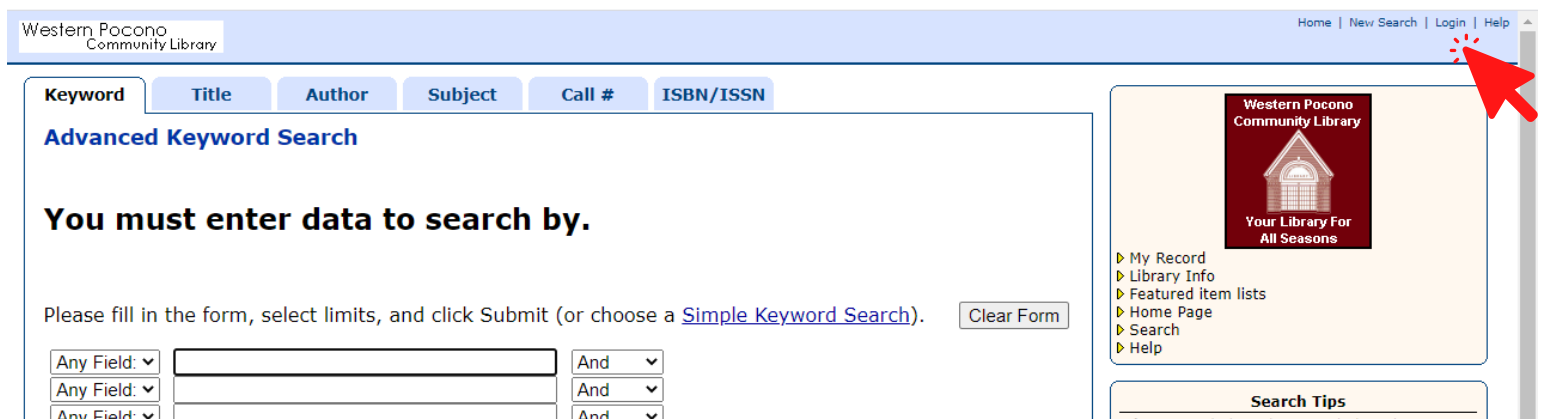 Western Pocono
Community Library
Home | New Search | Login | Help
Keyword Title Author Subject Call # ISBN/ISSN
Advanced Keyword Search
You must enter data to search by.
Please fill in the form, select limits, and click Submit (or choose a Simple Keyword Search). Clear Form
Any Field: And
Any Field: And
Any Field: And
Western Pocono
Community Library
LIBRARY
Your Library For
All Seasons
My Record
Library Info
Featured item lists
Home Page
Search
Help
Search Tips